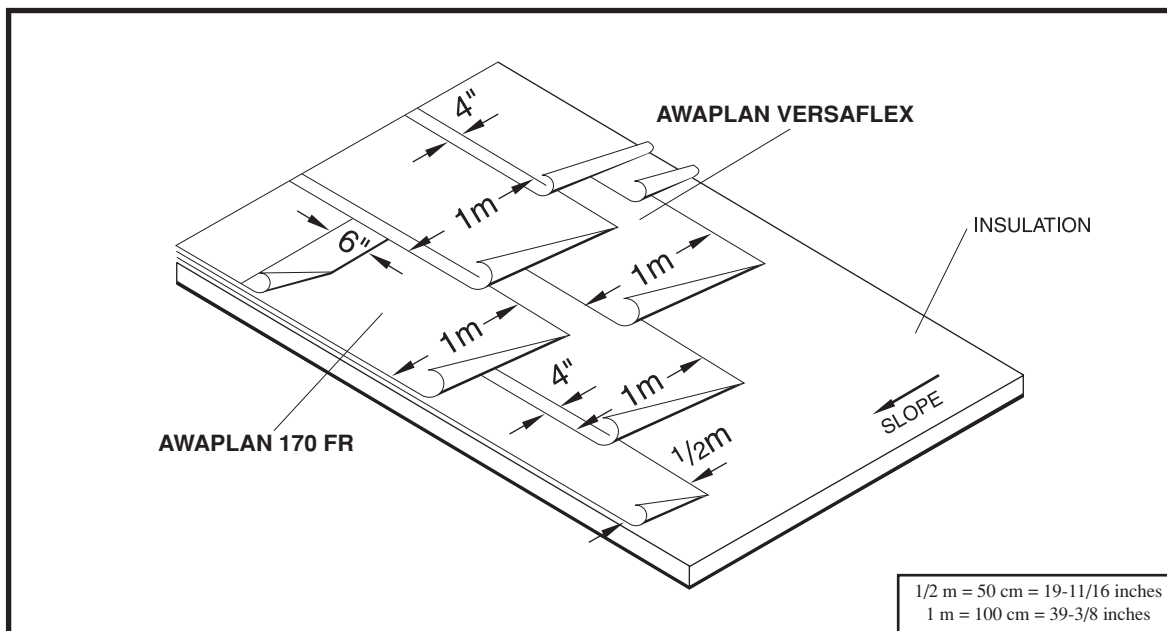 4"
AWAPLAN VERSAFLEX
1m
INSULATION
6"
1m
1m
4"
1m
SLOPE
AWAPLAN 170 FR
1/2m
1/2 m = 50 cm = 19-11/16 inches
1 m = 100 cm = 39-3/8 inches